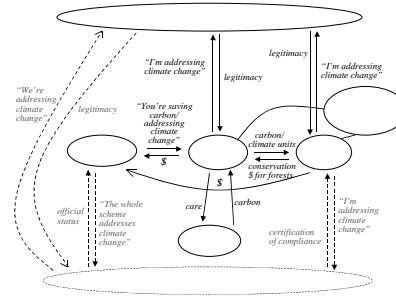 legitimacy
“I’m addressing
climate change”
legitimacy
“I’m addressing
climate change”
“We’re
addressing
climate
change”
legitimacy
“You’re saving
carbon/
addressing
climate
change”
$
carbon/
climate units
conservation
$ for forests
$
care
carbon
official
status
“The whole
scheme
addresses
climate
change”
certification
of compliance
“I’m
addressing
climate
change”